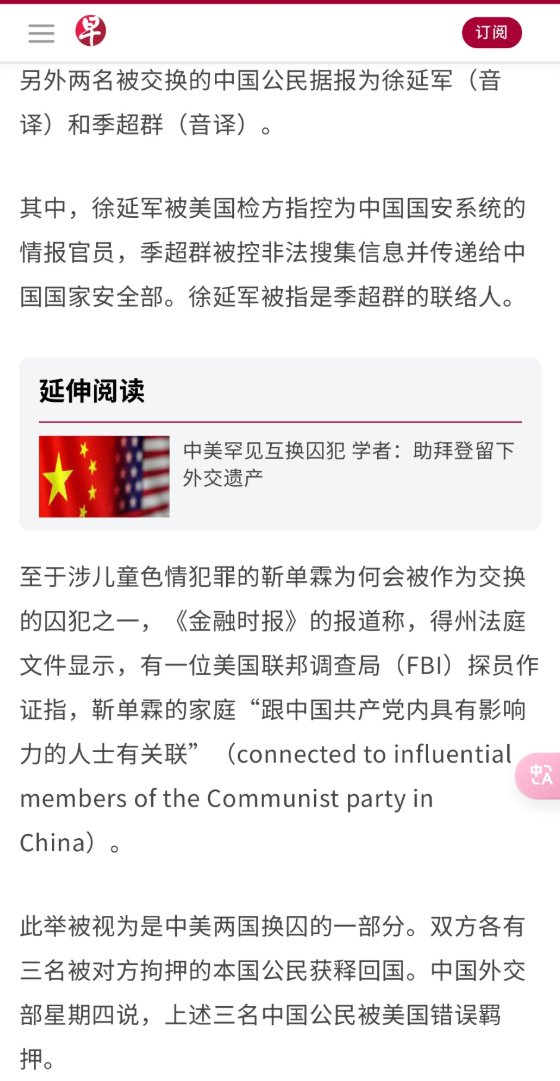 早
订阅
另外两名被交换的中国公民据报为徐延军（音
译）和季超群（音译）。
其中，徐延军被美国检方指控为中国国安系统的
情报官员，季超群被控非法搜集信息并传递给中
国国家安全部。徐延军被指是季超群的联络人。
延伸阅读
中美罕见互换囚犯 学者：助拜登留下
外交遗产
至于涉儿童色情犯罪的靳单霖为何会被作为交换
的囚犯之一，《金融时报》的报道称，得州法庭
文件显示，有一位美国联邦调查局（FBI）探员作
证指，靳单霖的家庭“跟中国共产党内具有影响
力的人士有关联”（connected to influential
members of the Communist party in
China）。
中A
此举被视为是中美两国换囚的一部分。双方各有
三名被对方拘押的本国公民获释回国。中国外交
部星期四说，上述三名中国公民被美国错误羁
押。